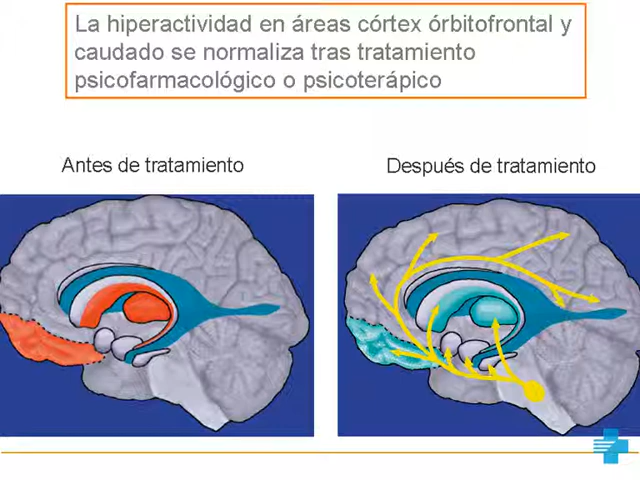 La hiperactividad en áreas córtex órbitofrontal y
caudado se normaliza tras tratamiento
psicofarmacológico o psicoterápico
Antes de tratamiento
Después de tratamiento